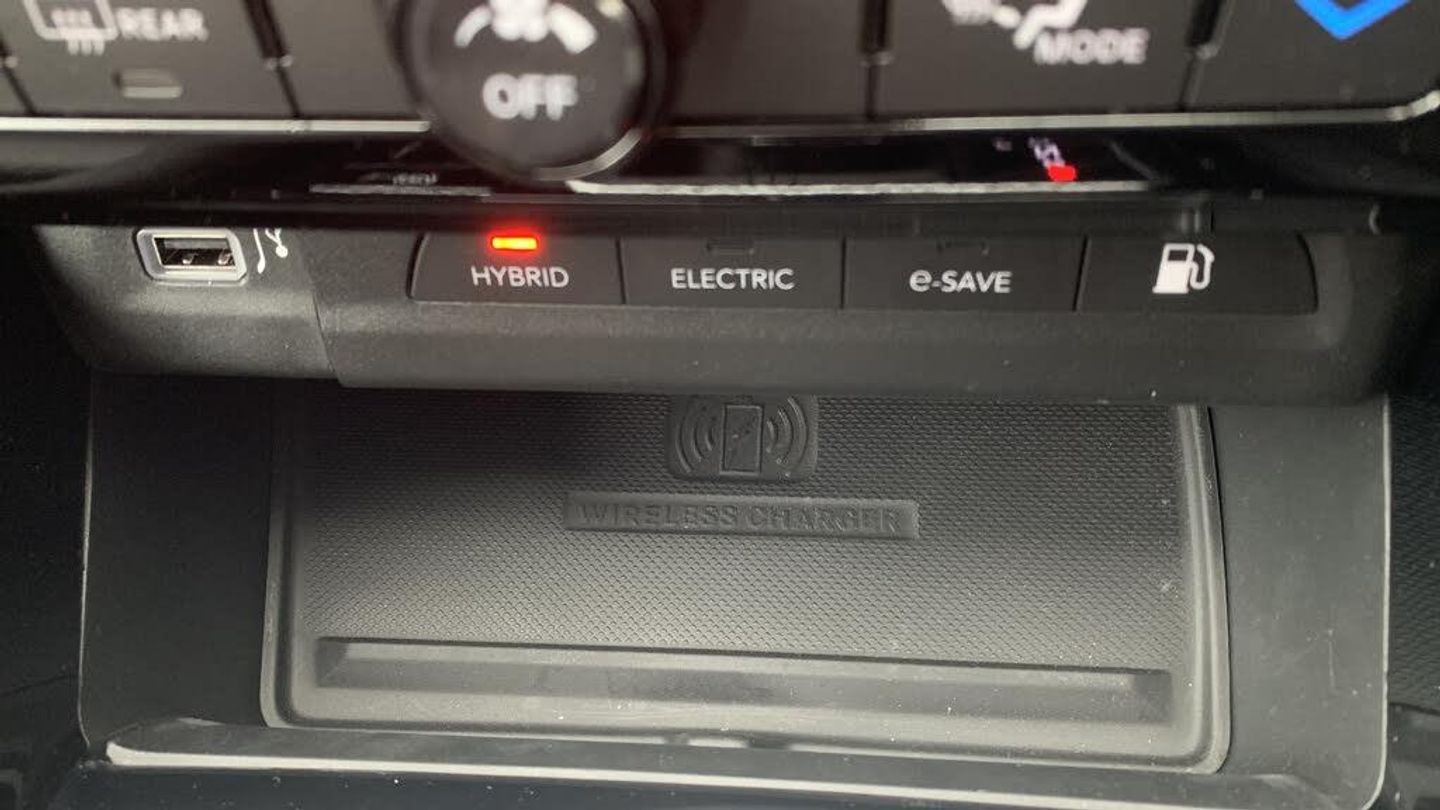 REAR
OFF
MODE
HYBRID
ELECTRIC
e-SAVE
WIRELESS CHARGER